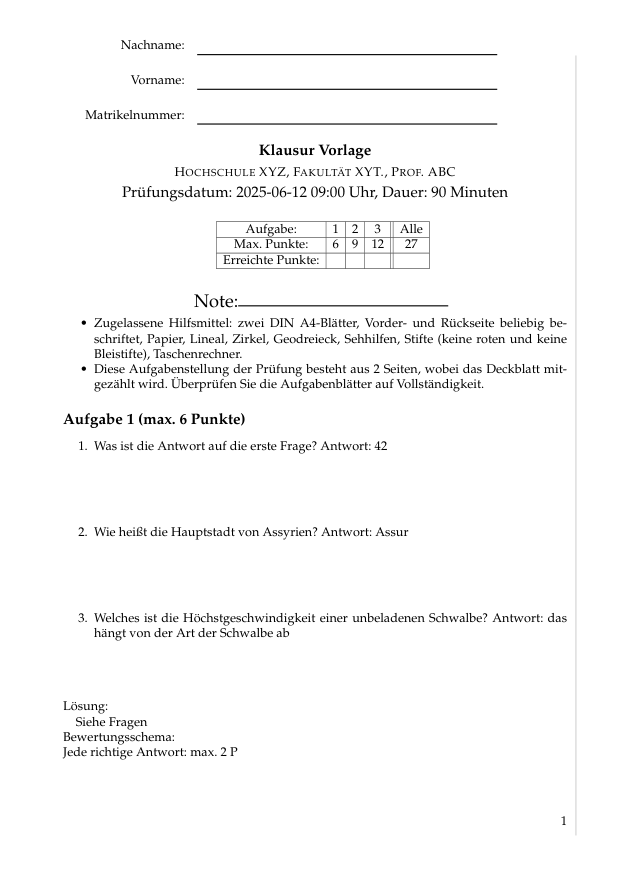 Nachname:
Vorname:
Matrikelnummer:
Klausur Vorlage
HOCHSCHULE XYZ, FAKULTÄT XYT., PROF. ABC
Prüfungsdatum: 2025-06-12 09:00 Uhr, Dauer: 90 Minuten
Aufgabe: 1 2 3 Alle
Max. Punkte: 6 9 12 27
Erreichte Punkte:
Note:
• Zugelassene Hilfsmittel: zwei DIN A4-Blätter, Vorder- und Rückseite beliebig be-
schriftet, Papier, Lineal, Zirkel, Geodreieck, Sehhilfen, Stifte (keine roten und keine
Bleistifte), Taschenrechner.
• Diese Aufgabenstellung der Prüfung besteht aus 2 Seiten, wobei das Deckblatt mit-
gezählt wird. Überprüfen Sie die Aufgabenblätter auf Vollständigkeit.
Aufgabe 1 (max. 6 Punkte)
1. Was ist die Antwort auf die erste Frage? Antwort: 42
2. Wie heißt die Hauptstadt von Assyrien? Antwort: Assur
3. Welches ist die Höchstgeschwindigkeit einer unbeladenen Schwalbe? Antwort: das
hängt von der Art der Schwalbe ab
Lösung:
Siehe Fragen
Bewertungsschema:
Jede richtige Antwort: max. 2 P
1